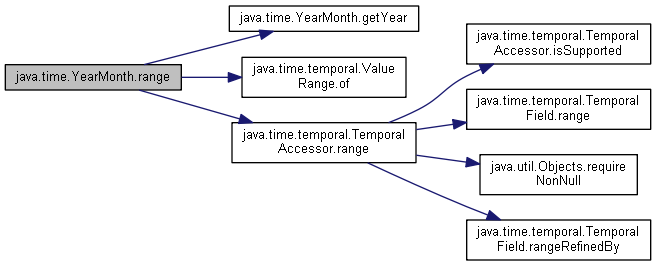 java.time.YearMonth.getYear
java.time.temporal.Temporal
Accessor.isSupported
java.time.YearMonth.range
java.time.temporal.Value
Range.of
java.time.temporal.Temporal
Field.range
java.time.temporal.Temporal
Accessor.range
java.util.Objects.require
NonNull
java.time.temporal.Temporal
Field.rangeRefinedBy